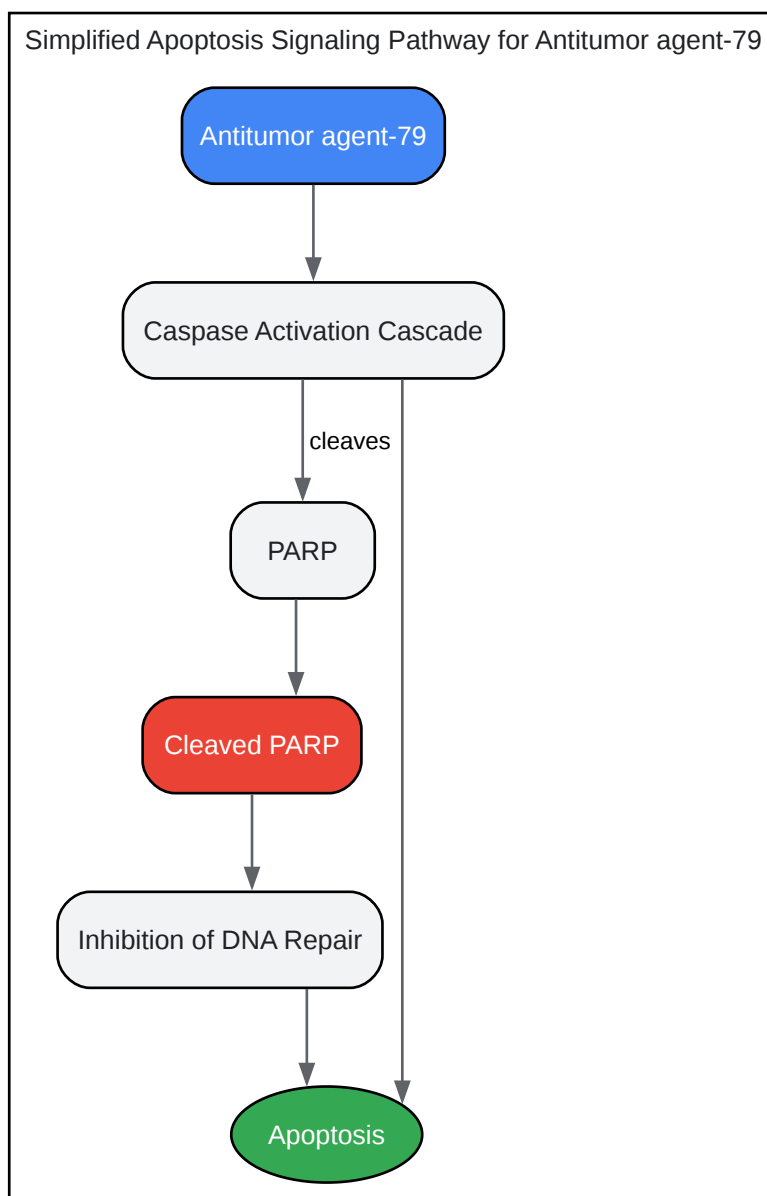 Simplified Apoptosis Signaling Pathway for Antitumor agent-79
Antitumor agent-79
Caspase Activation Cascade
cleaves
PARP
Cleaved PARP
Inhibition of DNA Repair
Apoptosis